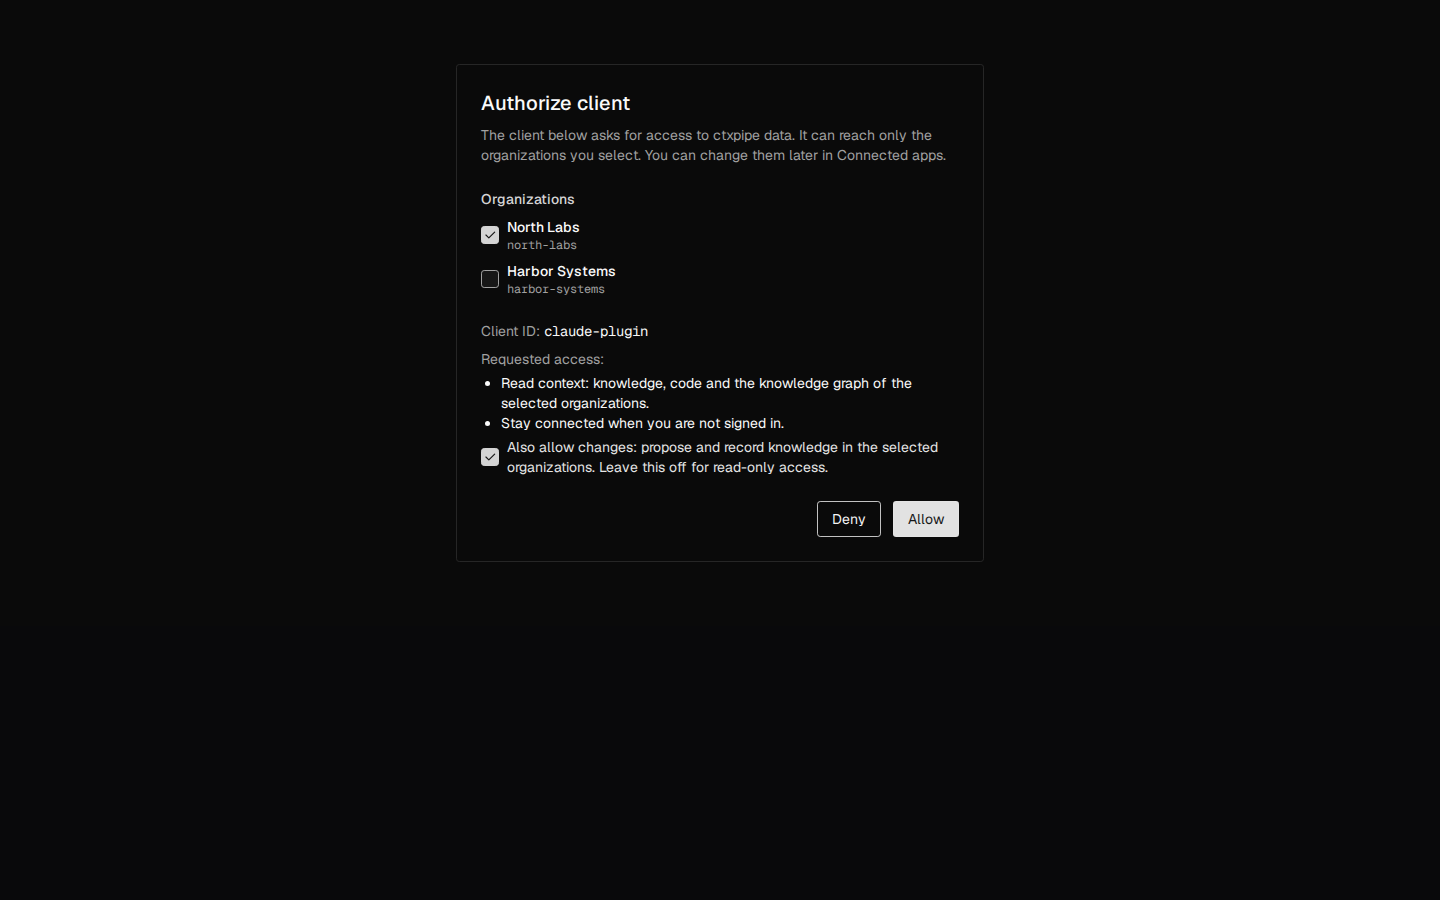 Authorize client
The client below asks for access to ctxpipe data. It can reach only the
organizations you select. You can change them later in Connected apps.
Organizations
North Labs
north-labs
Harbor Systems
harbor-systems
Client ID: claude-plugin
Requested access:
• Read context: knowledge, code and the knowledge graph of the
selected organizations.
• Stay connected when you are not signed in.
Also allow changes: propose and record knowledge in the selected
organizations. Leave this off for read-only access.
Deny Allow